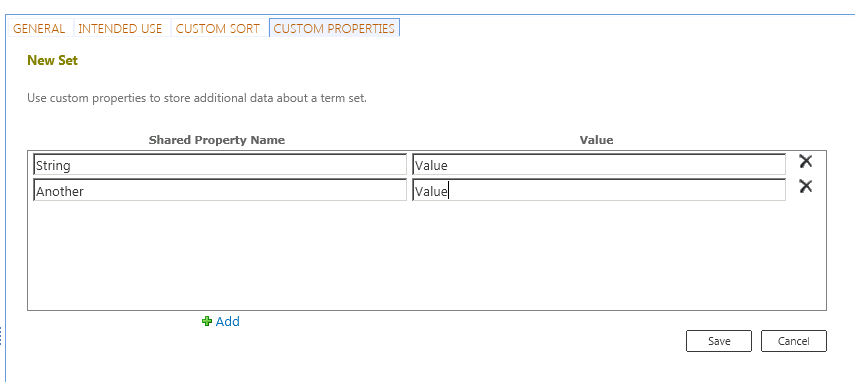 GENERAL INTENDED USE CUSTOM SORT CUSTOM PROPERTIES
New Set
Use custom properties to store additional data about a term set.
Shared Property Name Value
String Value
Another Value
Add
Save Cancel